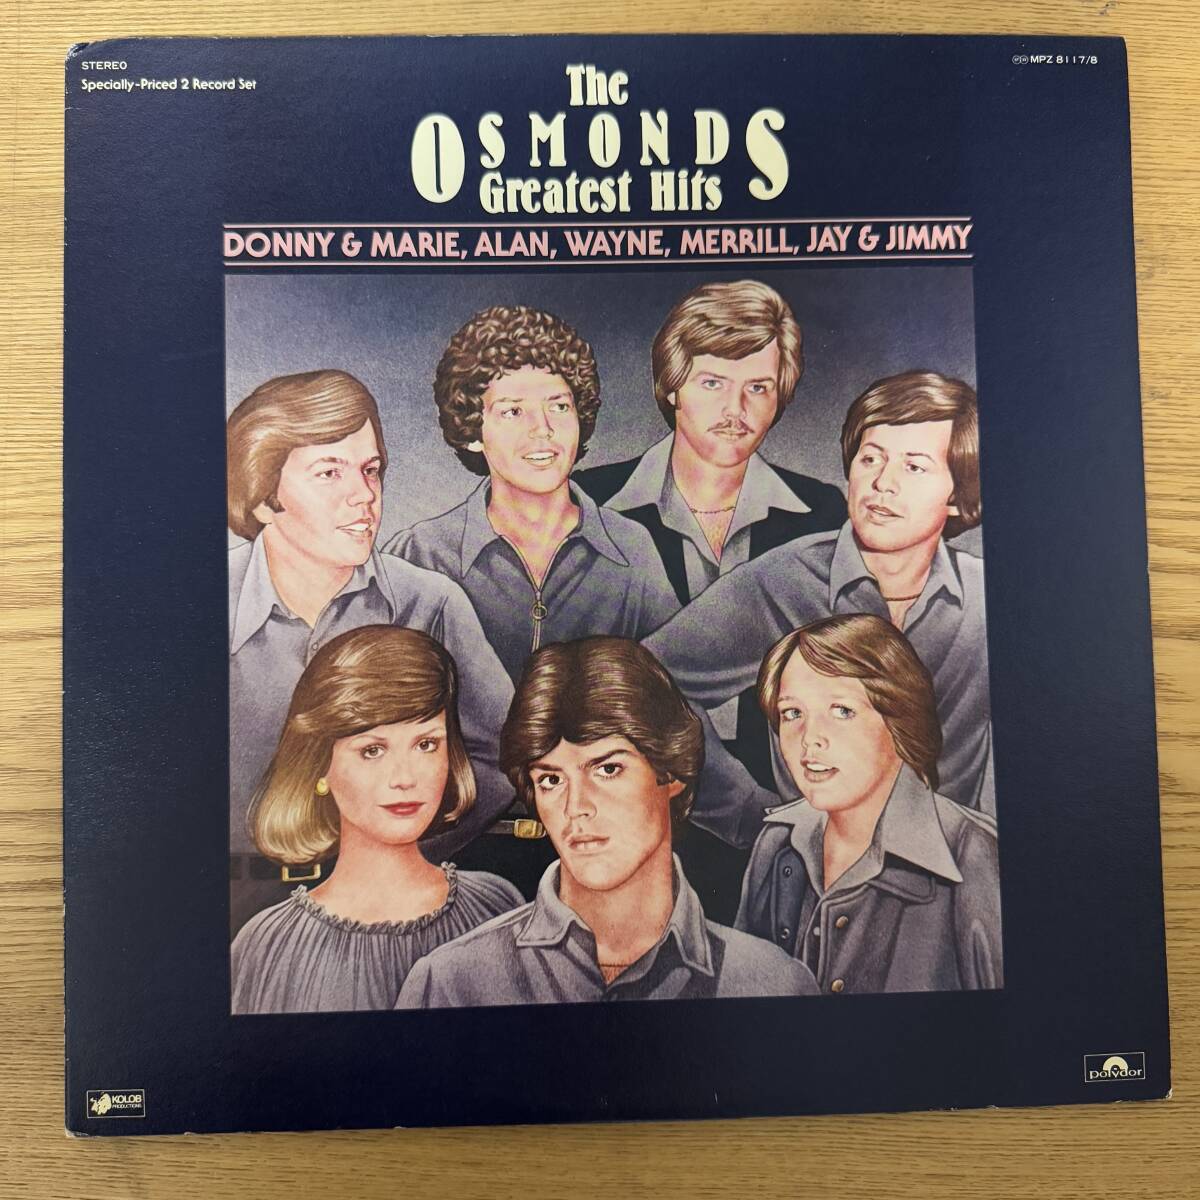 STEREO
Specially-Priced 2 Record Set
MPZ 8117/8
The
OSMONDS
Greatest Hits
DONNY & MARIE, ALAN, WAYNE, MERRILL, JAY & JIMMY
KOLOB
PRODUCTIONS
polydor